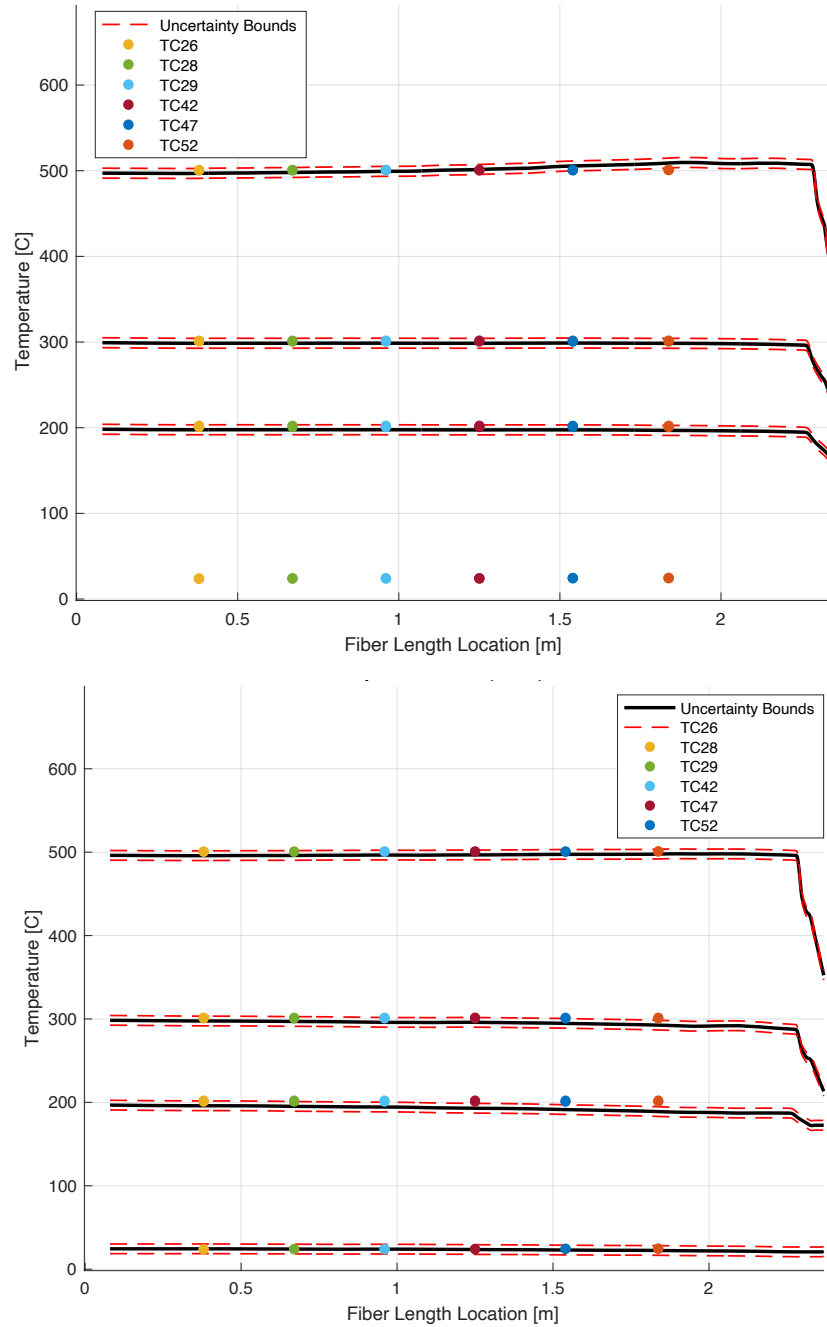 Uncertainty Bounds
TC26
TC28
TC29
TC42
TC47
TC52
600
500
400
300
200
100
0
Temperature [C]
0
0.5
1
1.5
2
Fiber Length Location [m]
Uncertainty Bounds
TC26
TC28
TC29
TC42
TC47
TC52
600
500
400
300
200
100
0
Temperature [C]
0
0.5
1
1.5
2
Fiber Length Location [m]